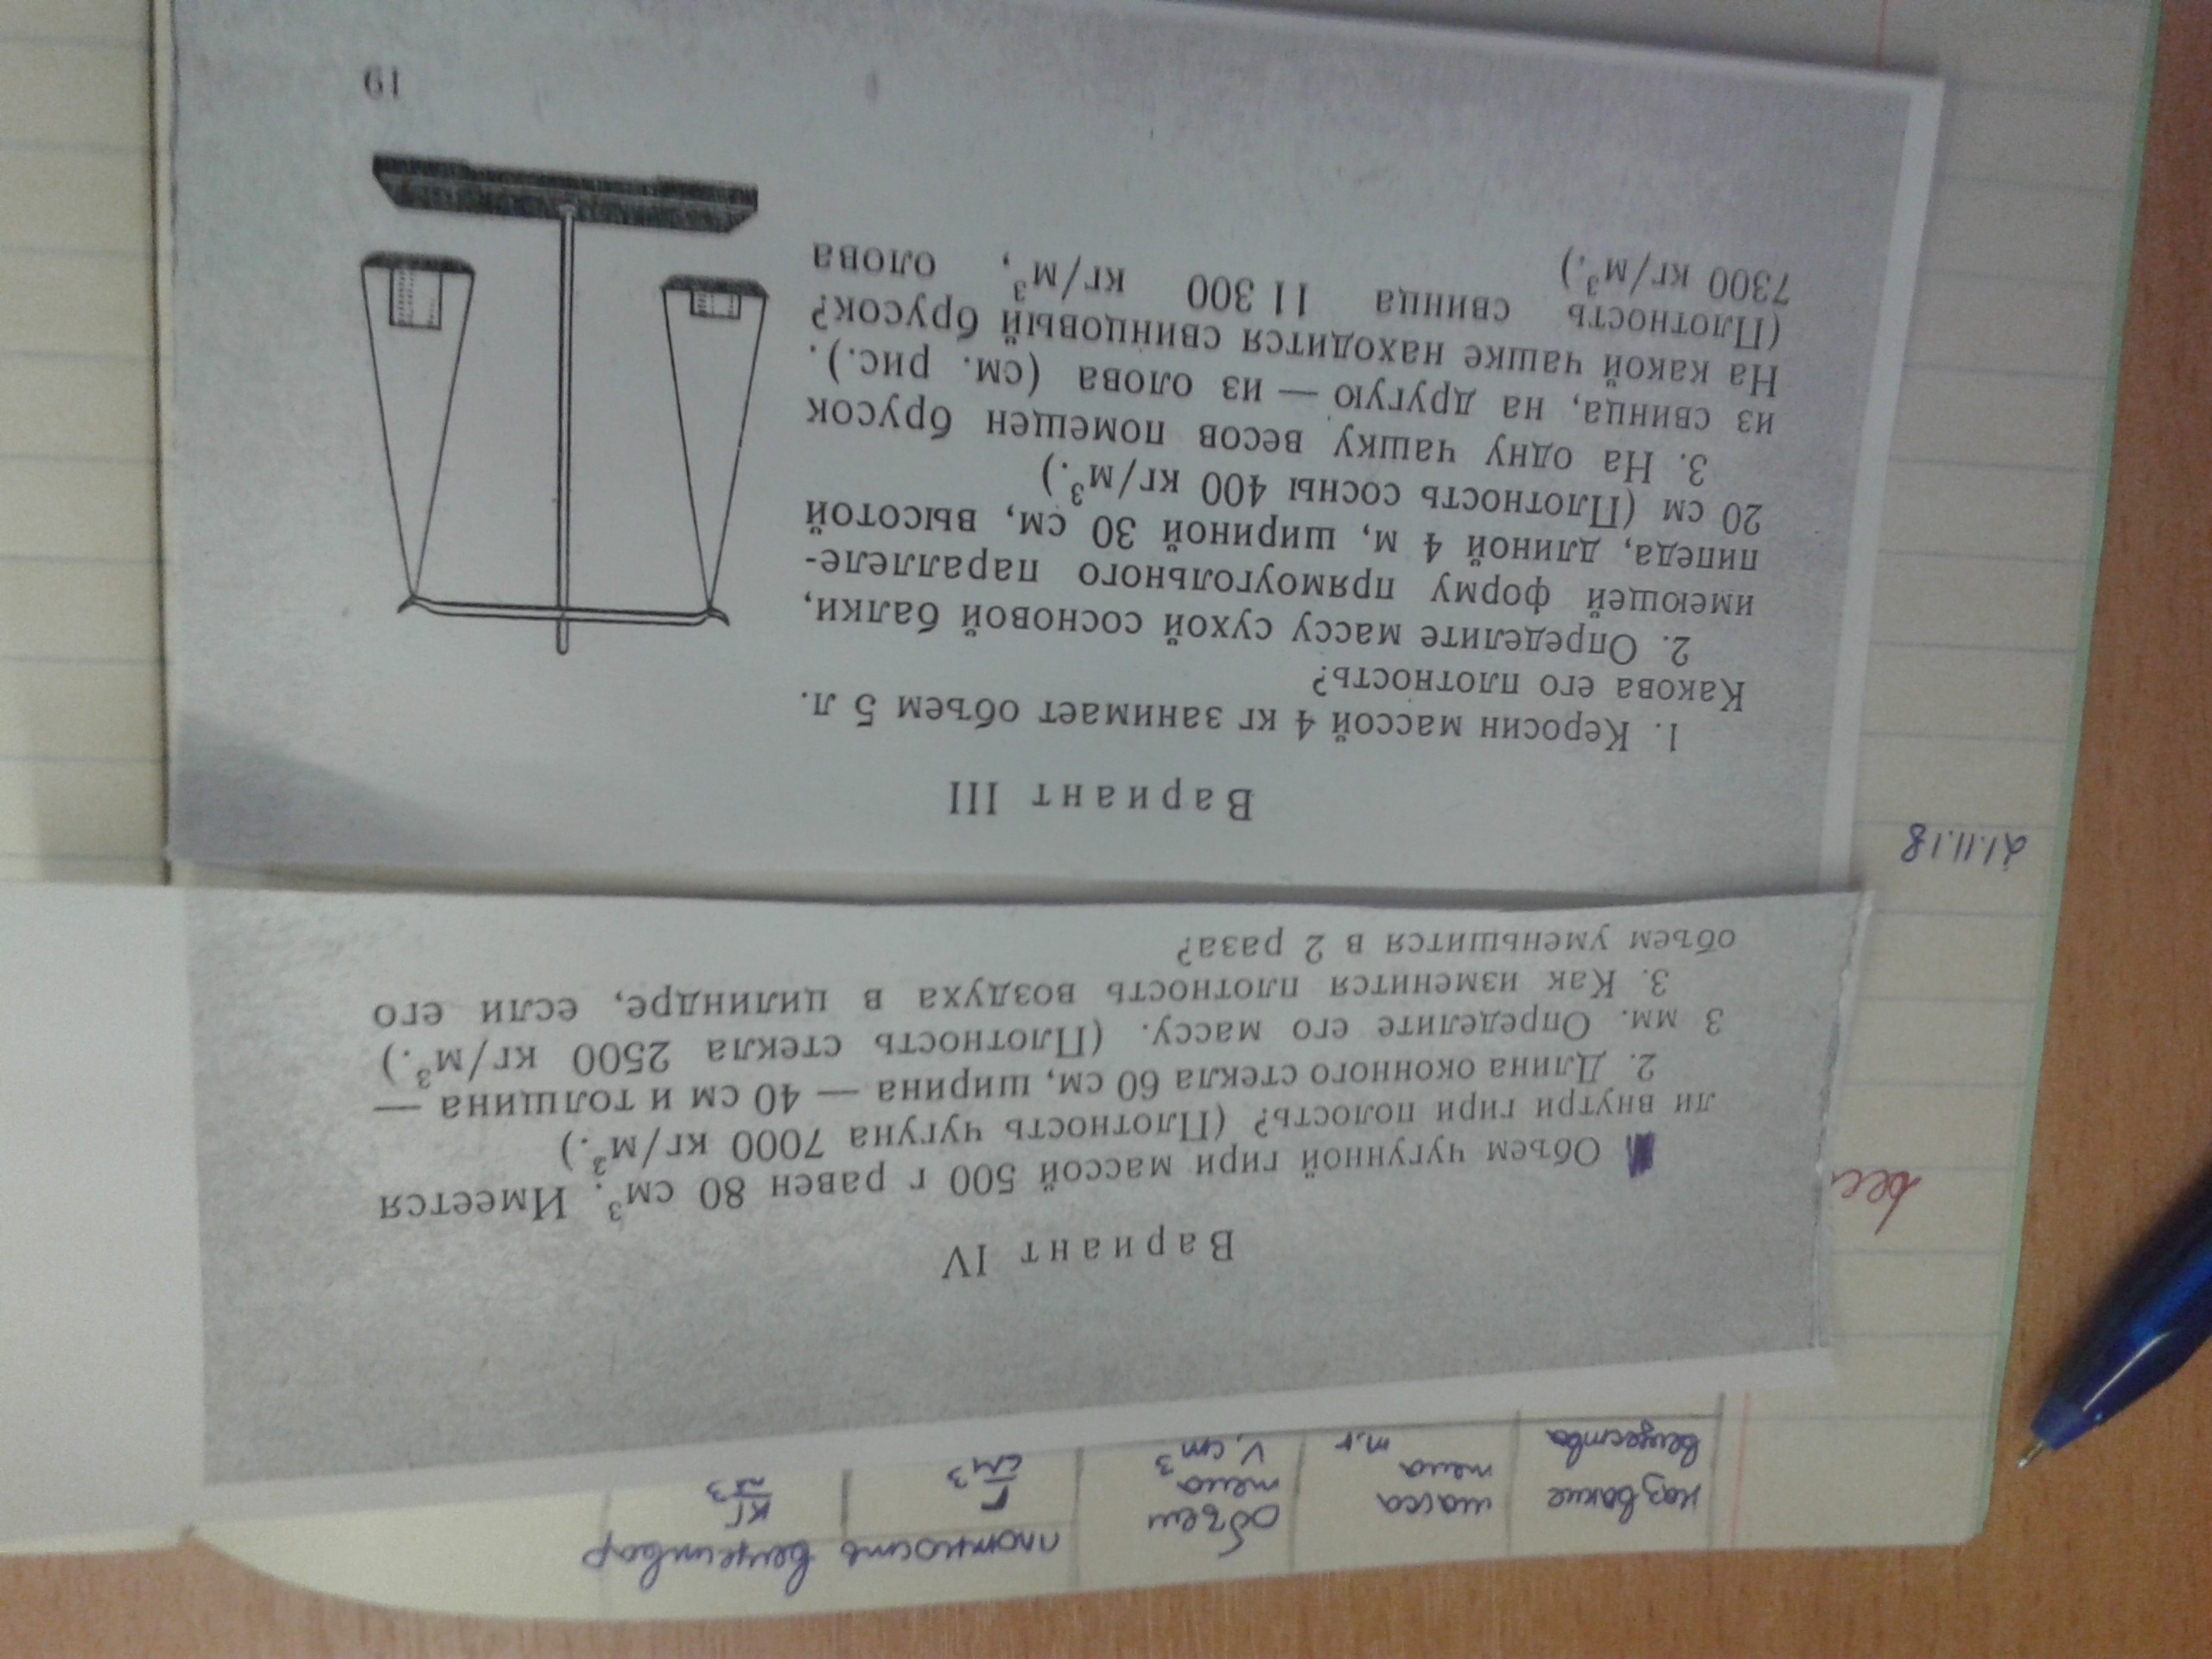 название
вещества
масса
тела
m, г
объем
тела
V, см³
плотность вещества ρ
г
см³
кг
м³
Вариант IV
Объем чугунной гири массой 500 г равен 80 см³. Имеется
ли внутри гири полость? (Плотность чугуна 7000 кг/м³.)
2. Длина оконного стекла 60 см, ширина — 40 см и толщина —
3 мм. Определите его массу. (Плотность стекла 2500 кг/м³.)
3. Как изменится плотность воздуха в цилиндре, если его
объем уменьшится в 2 раза?
21.11.18
Вариант III
1. Керосин массой 4 кг занимает объем 5 л.
Какова его плотность?
2. Определите массу сухой сосновой балки,
имеющей форму прямоугольного параллеле-
пипеда, длиной 4 м, шириной 30 см, высотой
20 см (Плотность сосны 400 кг/м³.)
3. На одну чашку весов помещен брусок
из свинца, на другую — из олова (см. рис.).
На какой чашке находится свинцовый брусок?
(Плотность свинца 11 300 кг/м³, олова
7300 кг/м³.)
19